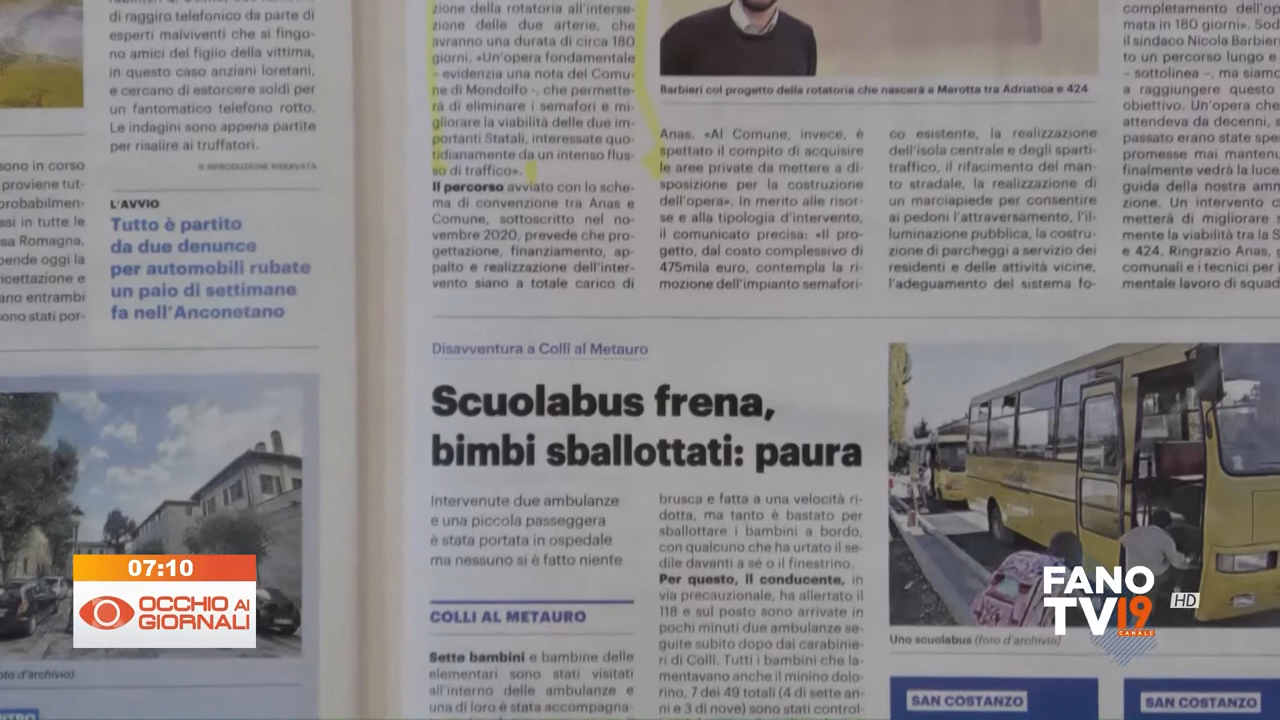 di raggiro telefonico da parte di
esperti malviventi che si fingo-
no amici del figlio della vittima,
in questo caso anziani loretani,
e cercano di estorcere soldi per
un fantomatico telefono rotto.
Le indagini sono appena partite
per risalire ai truffatori.
© RIPRODUZIONE RISERVATA
sono in corso
proviene tut-
probabilmen-
ssi in tutte le
sa Romagna.
pende oggi la
ricettazione e
ano entrambi
sono stati por-
L'AVVIO
Tutto è partito
da due denunce
per automobili rubate
un paio di settimane
fa nell'Anconetano
oto d'archivio)
zione della rotatoria all'interse-
zione delle due arterie, che
avranno una durata di circa 180
giorni. «Un'opera fondamentale
– evidenzia una nota del Comu-
ne di Mondolfo -, che permette-
rà di eliminare i semafori e mi-
gliorare la viabilità delle due im-
portanti Statali, interessate quo-
tidianamente da un intenso flus-
so di traffico».
Il percorso avviato con lo sche-
ma di convenzione tra Anas e
Comune, sottoscritto nel no-
vembre 2020, prevede che pro-
gettazione, finanziamento, ap-
palto e realizzazione dell'inter-
vento siano a totale carico di
Barbieri col progetto della rotatoria che nascerà a Marotta tra Adriatica e 424
Anas. «Al Comune, invece, è
spettato il compito di acquisire
le aree private da mettere a di-
sposizione per la costruzione
dell'opera». In merito alle risor-
se e alla tipologia d'intervento,
il comunicato precisa: «Il pro-
getto, dal costo complessivo di
475mila euro, contempla la ri-
mozione dell'impianto semafori-
co esistente, la realizzazione
dell'isola centrale e degli sparti-
traffico, il rifacimento del man-
to stradale, la realizzazione di
un marciapiede per consentire
ai pedoni l'attraversamento, l'il-
luminazione pubblica, la costru-
zione di parcheggi a servizio dei
residenti e delle attività vicine,
l'adeguamento del sistema fo-
completamento dell'op
mata in 180 giorni». Sod
il sindaco Nicola Barbier
to un percorso lungo e
– sottolinea –, ma siamo
a raggiungere questo
obiettivo. Un'opera che
attendeva da decenni, s
passato erano state spe
promesse mai mantenu
finalmente vedrà la luce
guida della nostra amm
zione. Un intervento c
metterà di migliorare
mente la viabilità tra la S
e 424. Ringrazio Anas, g
comunali e i tecnici per i
mentale lavoro di squad
Disavventura a Colli al Metauro
Scuolabus frena,
bimbi sballottati: paura
Intervenute due ambulanze
e una piccola passeggera
è stata portata in ospedale
ma nessuno si è fatto niente
COLLI AL METAURO
Sette bambini e bambine delle
elementari sono stati visitati
all'interno delle ambulanze e
una di loro è stata accompagna-
brusca e fatta a una velocità ri-
dotta, ma tanto è bastato per
sballottare i bambini a bordo,
con qualcuno che ha urtato il se-
dile davanti a sé o il finestrino.
Per questo, il conducente, in
via precauzionale, ha allertato il
118 e sul posto sono arrivate in
pochi minuti due ambulanze se-
guite subito dopo dai carabinie-
ri di Colli. Tutti i bambini che la-
mentavano anche il minino dolo-
rino, 7 dei 49 totali (4 di sette an-
ni e 3 di nove) sono stati control-
Uno scuolabus (foto d'archivio)
SAN COSTANZO
SAN COSTANZO
07:10
OCCHIO AI
GIORNALI
FANO
TV19
CANALE
HD